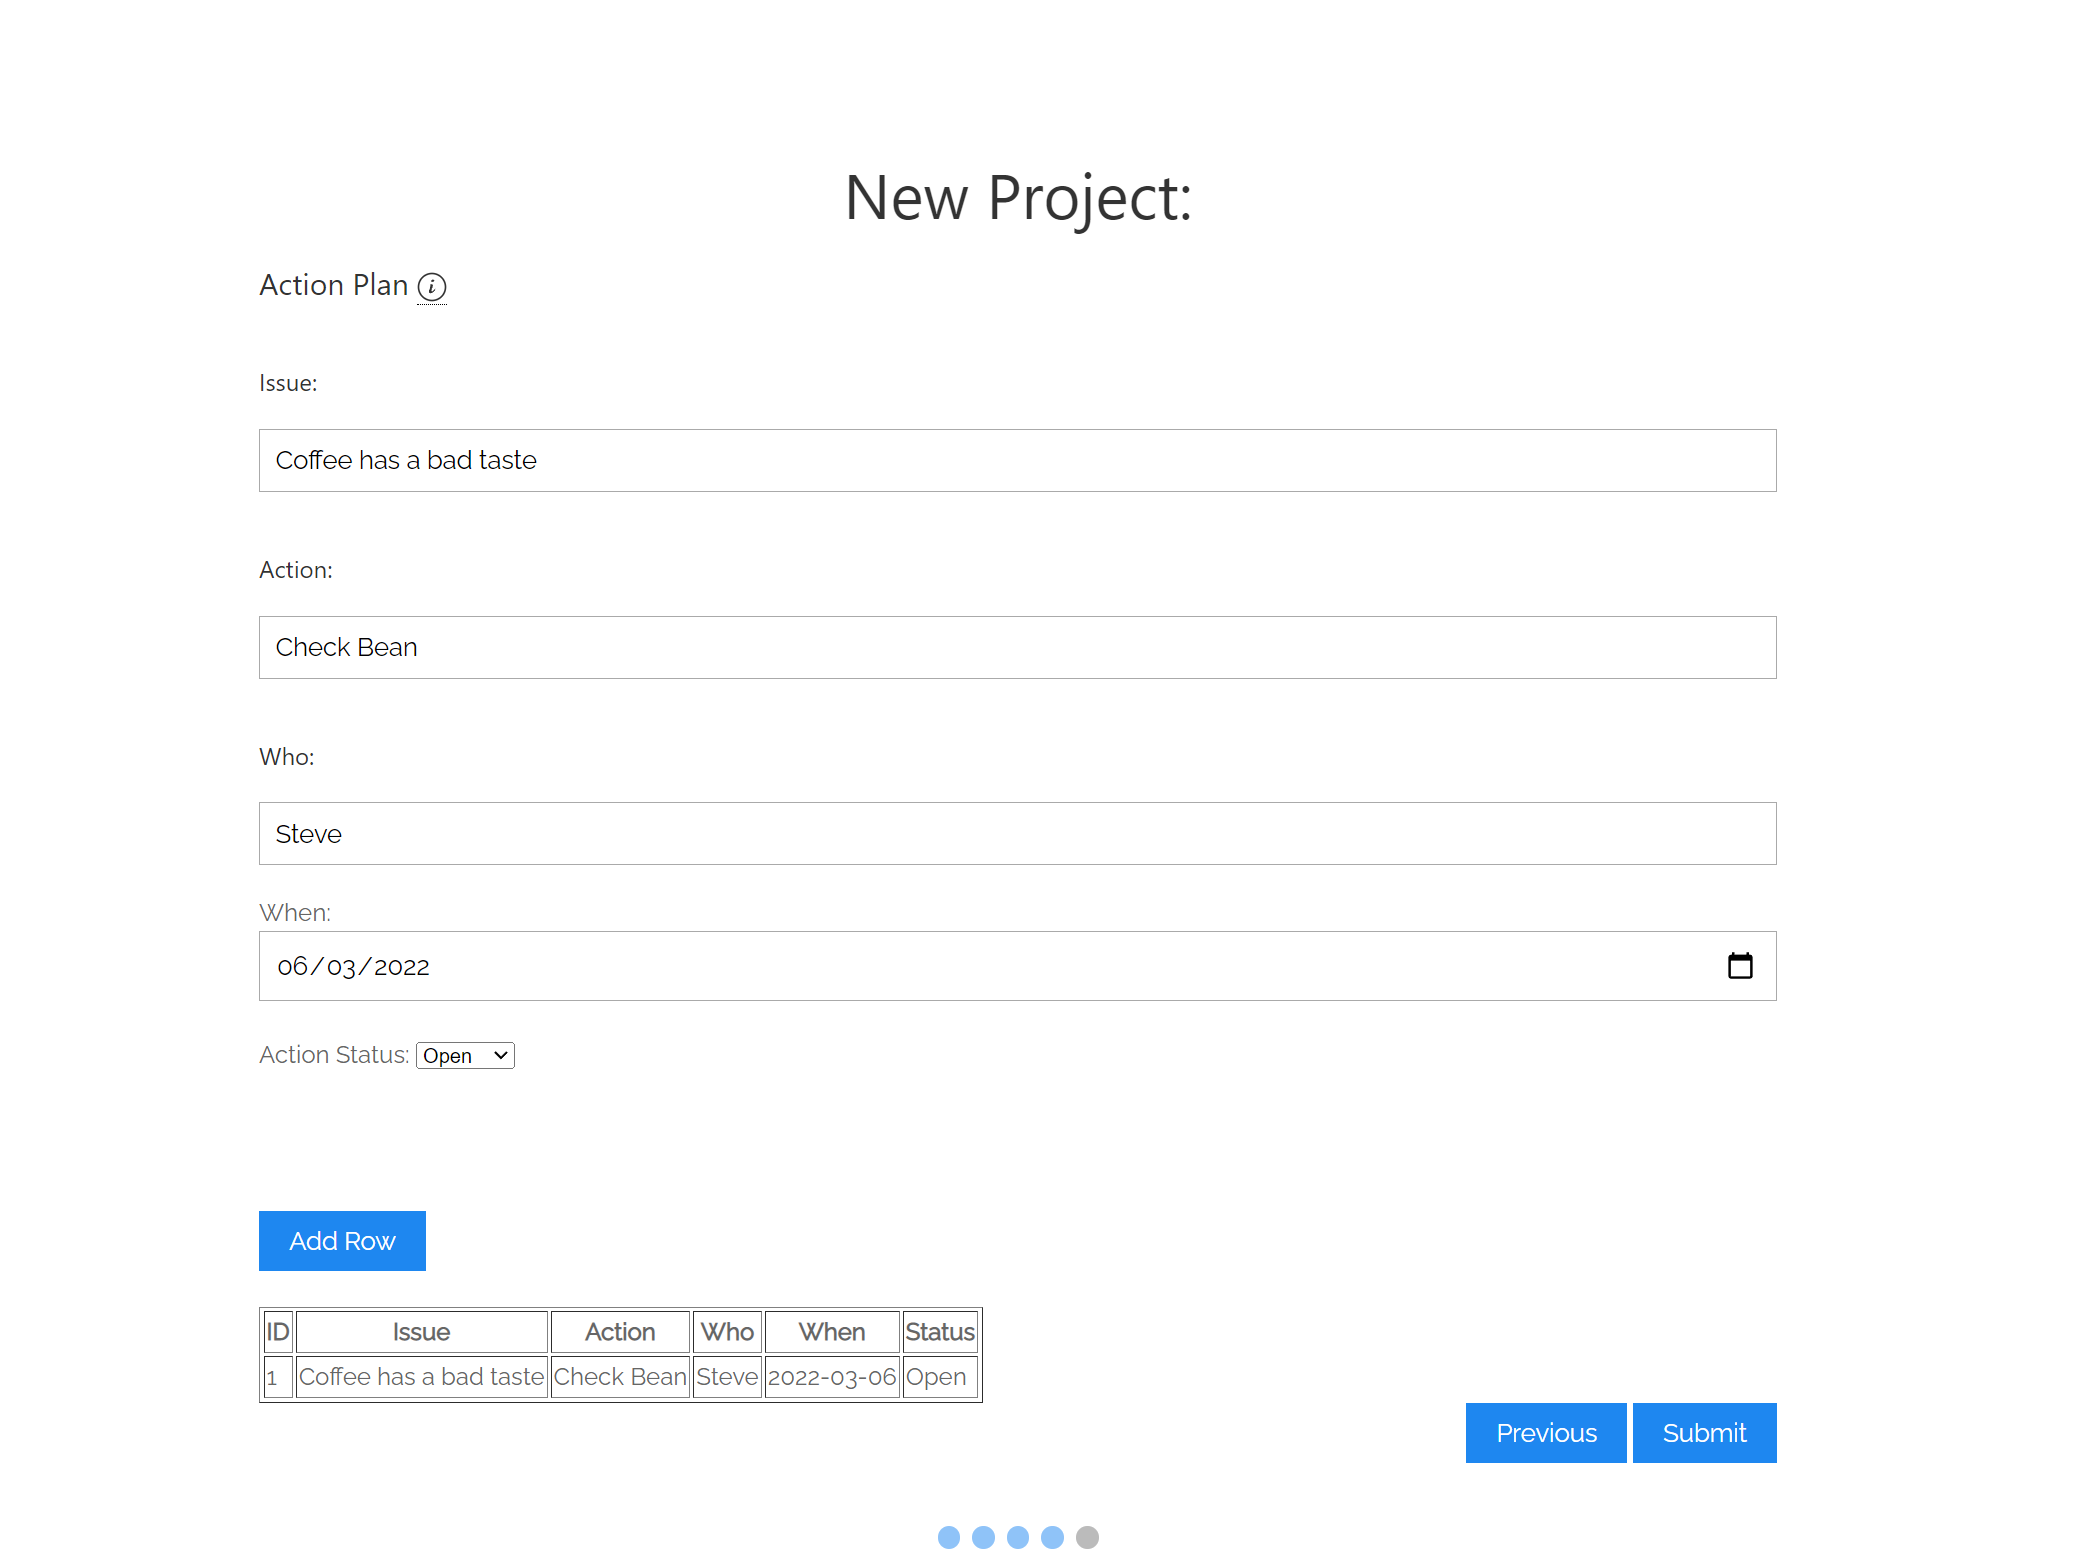 New Project:
Action Plan i
Issue:
Coffee has a bad taste
Action:
Check Bean
Who:
Steve
When:
06/03/2022
Action Status: Open
Add Row
ID Issue Action Who When Status
1 Coffee has a bad taste Check Bean Steve 2022-03-06 Open
Previous Submit